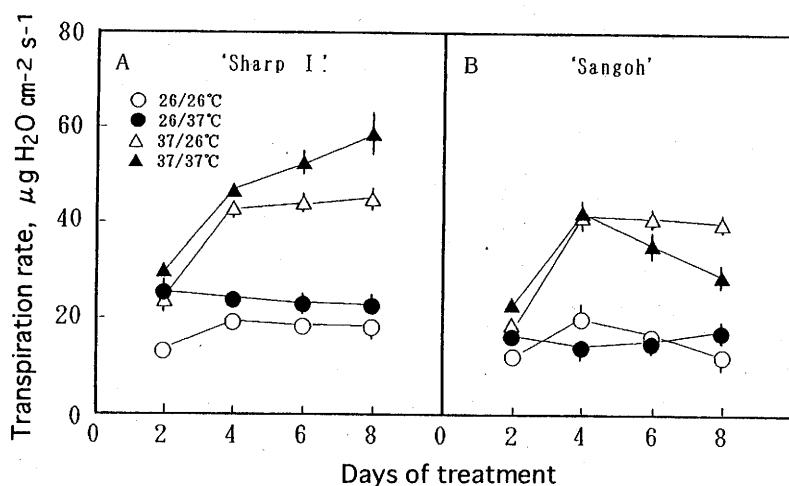 80
60
40
20
0
Transpiration rate, μg H2O cm-2 s-1
A
'Sharp I'
○ 26/26℃
● 26/37℃
△ 37/26℃
▲ 37/37℃
B
'Sangoh'
0 2 4 6 8 0 2 4 6 8
Days of treatment